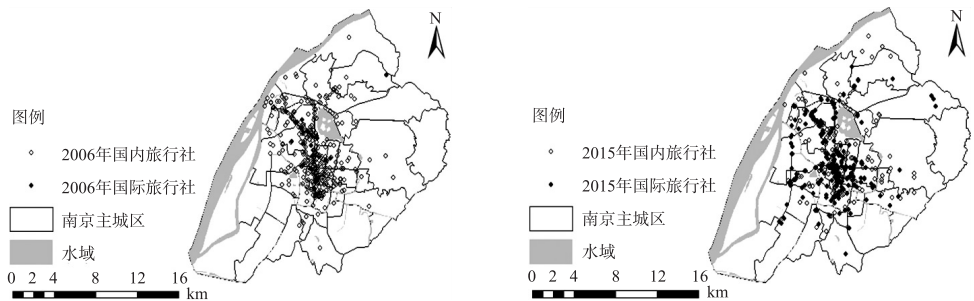 N
图例
2006年国内旅行社
2006年国际旅行社
南京主城区
水域
0 2 4 8 12 16
km
N
图例
2015年国内旅行社
2015年国际旅行社
南京主城区
水域
0 2 4 8 12 16
km